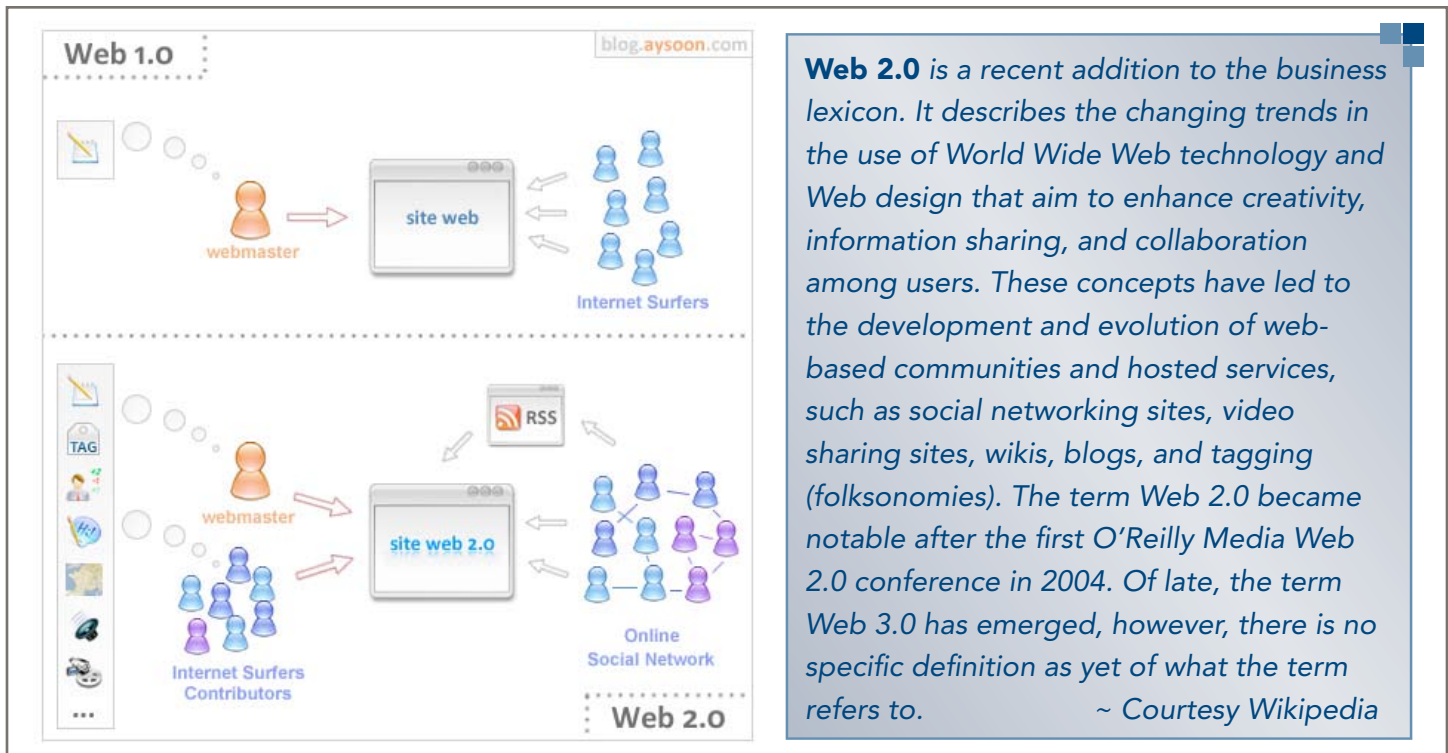 Web 1.0
blog.aysoon.com
site web
webmaster
Internet Surfers
TAG
+2
Hi!
RSS
webmaster
site web 2.0
Internet Surfers
Contributors
Online
Social Network
...
Web 2.0
Web 2.0 is a recent addition to the business
lexicon. It describes the changing trends in
the use of World Wide Web technology and
Web design that aim to enhance creativity,
information sharing, and collaboration
among users. These concepts have led to
the development and evolution of web-
based communities and hosted services,
such as social networking sites, video
sharing sites, wikis, blogs, and tagging
(folksonomies). The term Web 2.0 became
notable after the first O’Reilly Media Web
2.0 conference in 2004. Of late, the term
Web 3.0 has emerged, however, there is no
specific definition as yet of what the term
refers to. ~ Courtesy Wikipedia